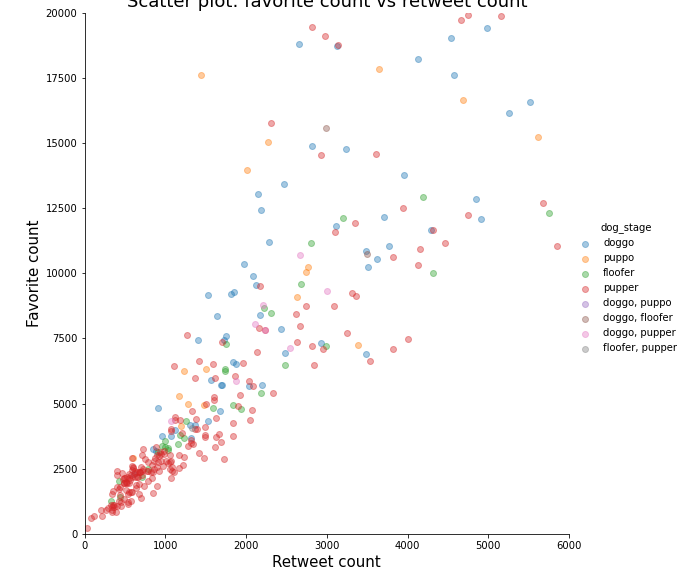 Scatter plot: favorite count vs retweet count
20000
17500
15000
12500
10000
7500
5000
2500
0
Favorite count
0 1000 2000 3000 4000 5000 6000
Retweet count
dog_stage
doggo
puppo
floofer
pupper
doggo, puppo
doggo, floofer
doggo, pupper
floofer, pupper